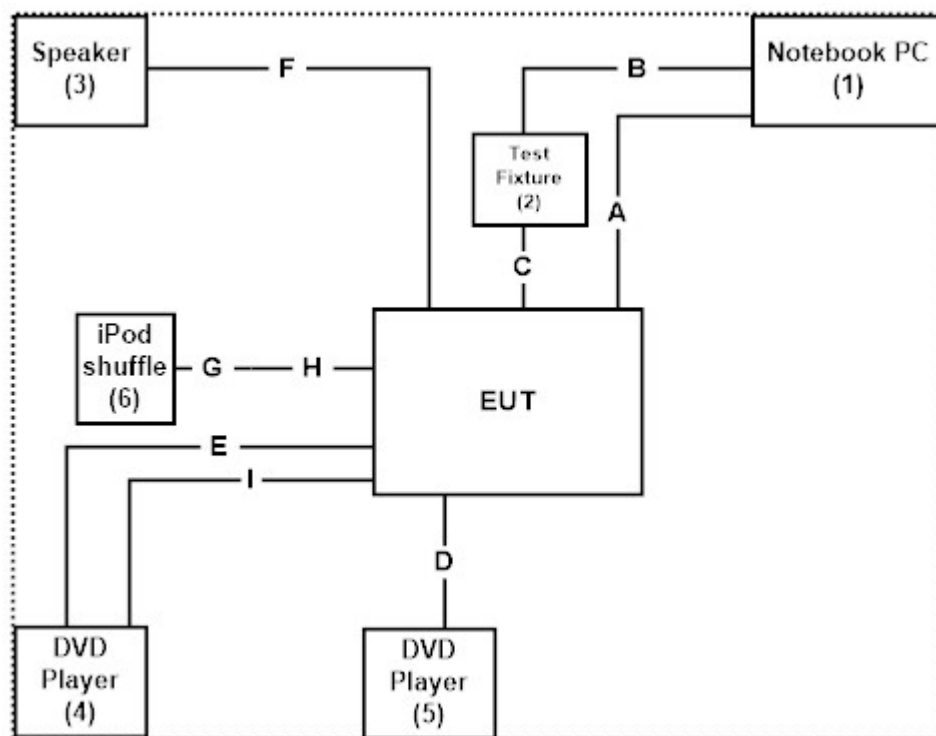 Speaker
(3)
F
B
Notebook PC
(1)
Test
Fixture
(2)
A
C
iPod
shuffle
(6)
G
H
EUT
E
I
D
DVD
Player
(4)
DVD
Player
(5)